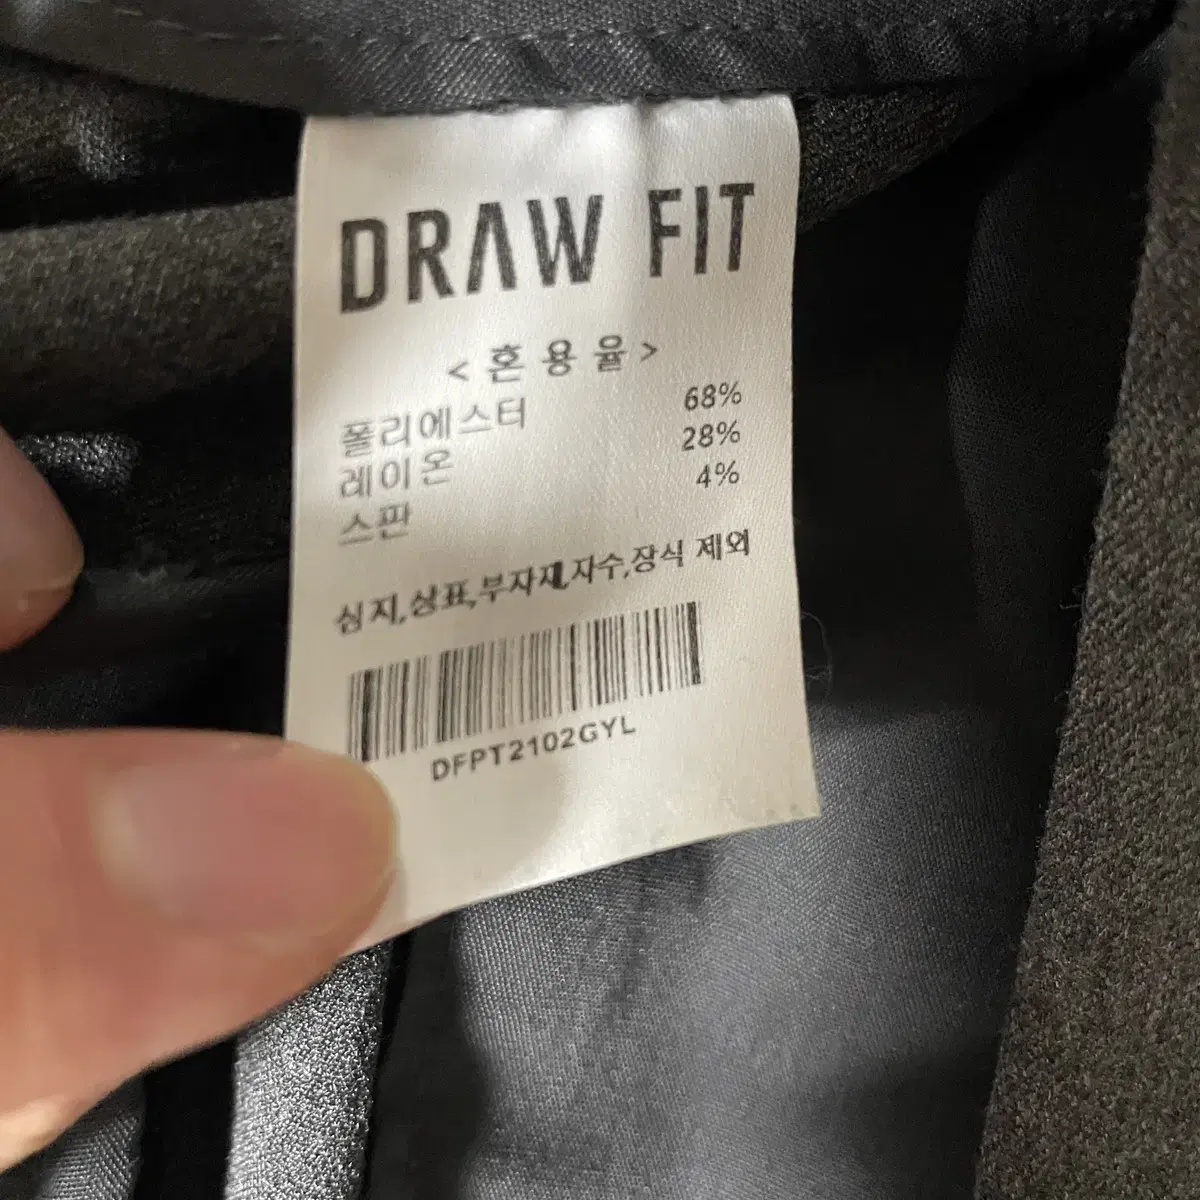 DRAW FIT
< 혼 용 율 >
폴리에스터 68%
레이온 28%
스판 4%
심지,상표,부자재,자수,장식 제외
DFPT2102GYL